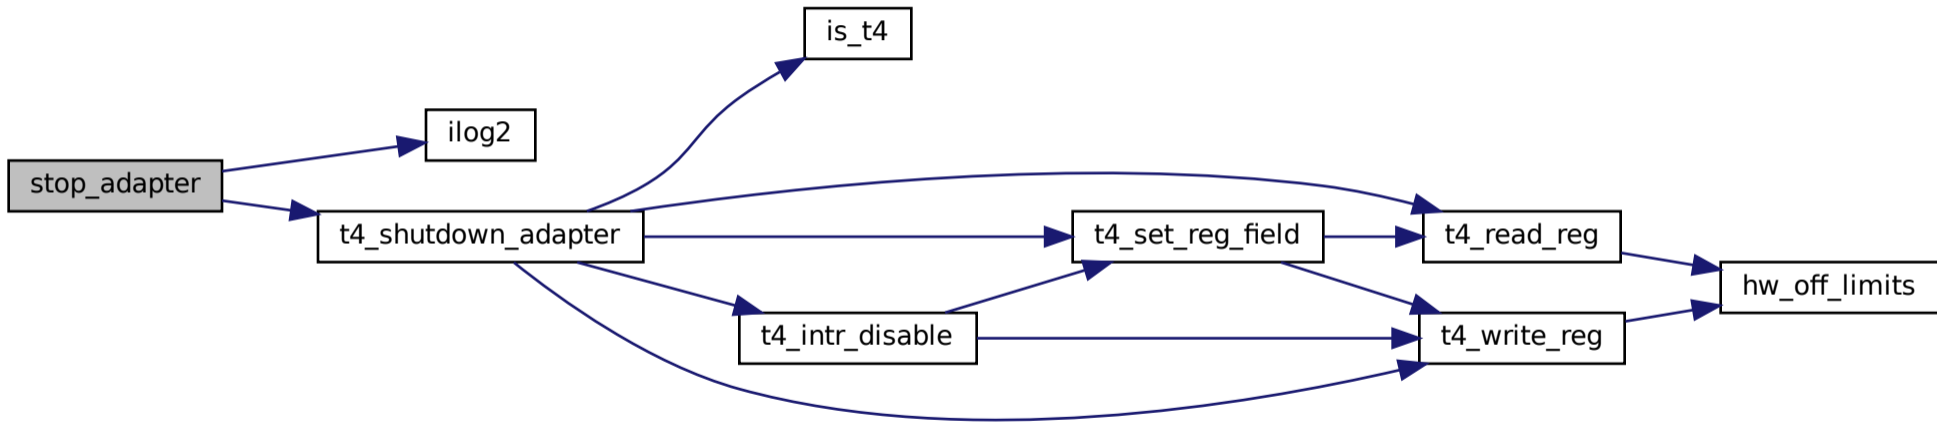 is_t4
ilog2
stop_adapter
t4_shutdown_adapter
t4_set_reg_field
t4_read_reg
hw_off_limits
t4_intr_disable
t4_write_reg